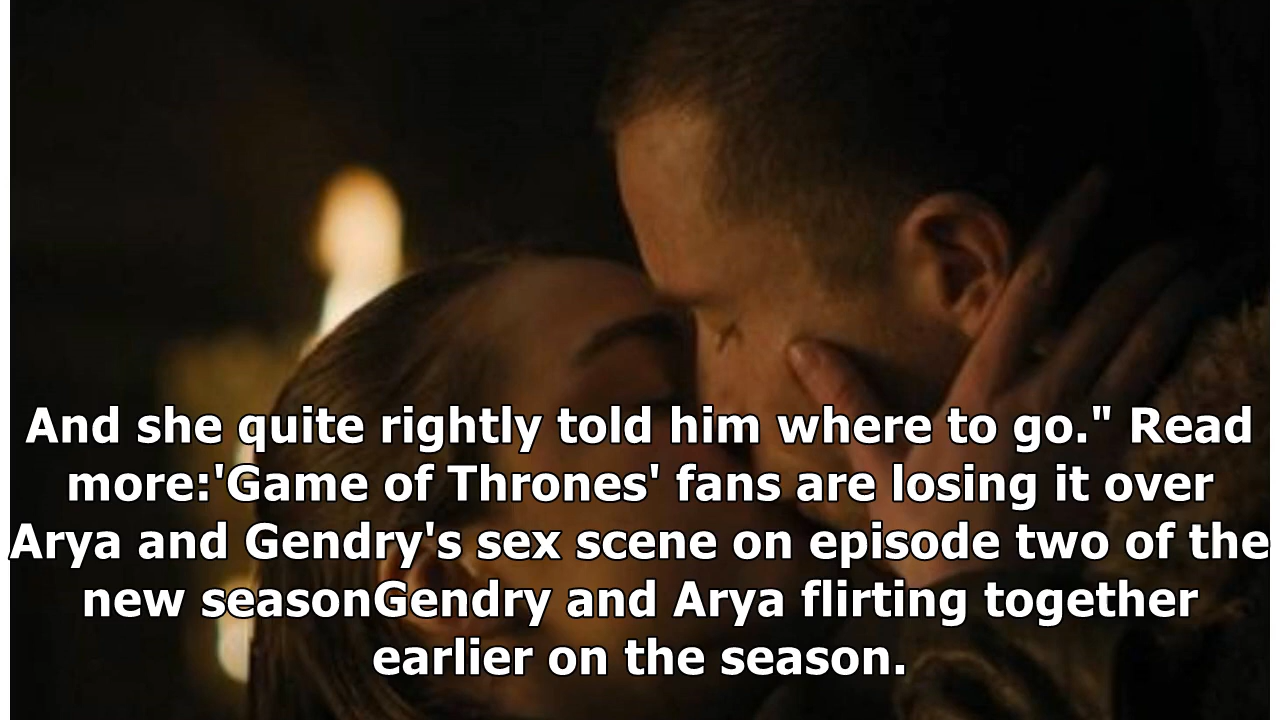 And she quite rightly told him where to go." Read
more:'Game of Thrones' fans are losing it over
Arya and Gendry's sex scene on episode two of the
new seasonGendry and Arya flirting together
earlier on the season.